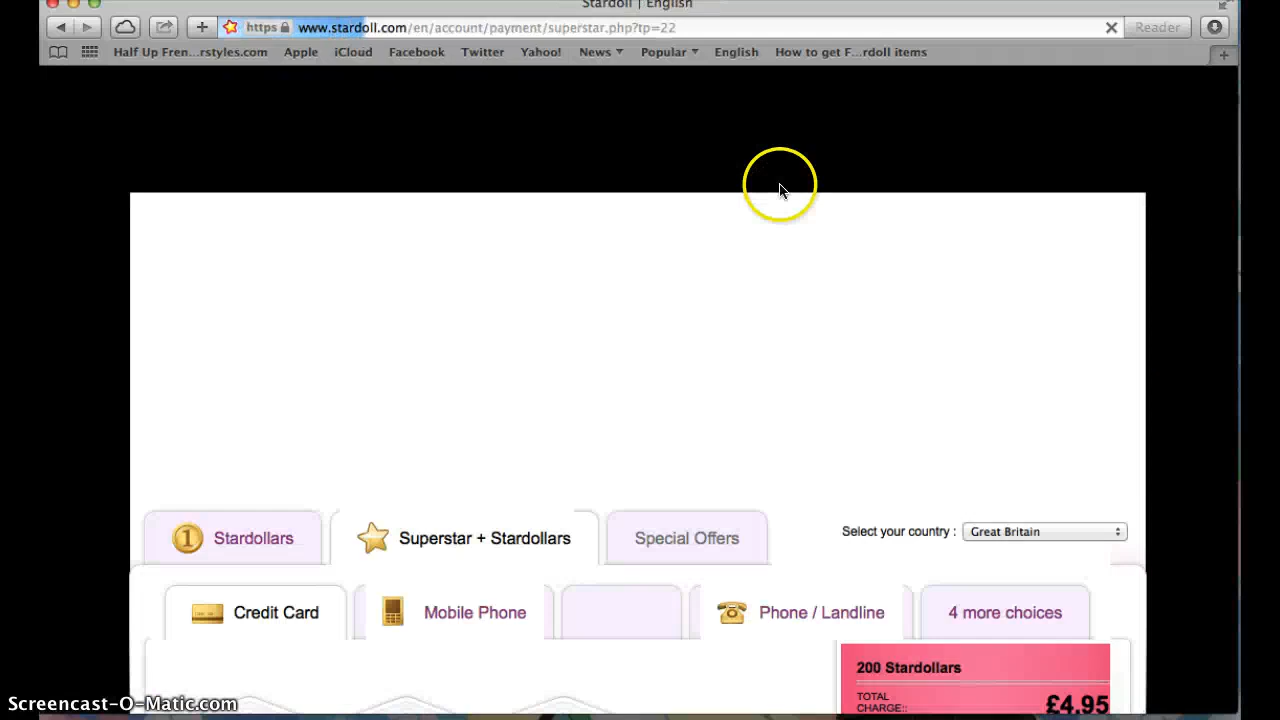 Stardoll | English
https www.stardoll.com/en/account/payment/superstar.php?tp=22
Reader
Half Up Fren...rstyles.com Apple iCloud Facebook Twitter Yahoo! News Popular English How to get F...rdoll items
1 Stardollars Superstar + Stardollars Special Offers Select your country : Great Britain
Credit Card Mobile Phone Phone / Landline 4 more choices
200 Stardollars
TOTAL
CHARGE:: £4.95
Screencast-O-Matic.com